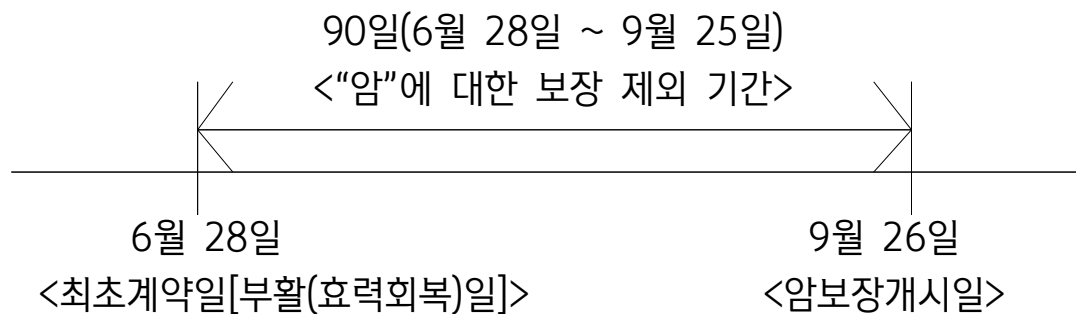 90일(6월 28일 ~ 9월 25일)
<“암”에 대한 보장 제외 기간>
6월 28일
<최초계약일[부활(효력회복)일]>
9월 26일
<암보장개시일>